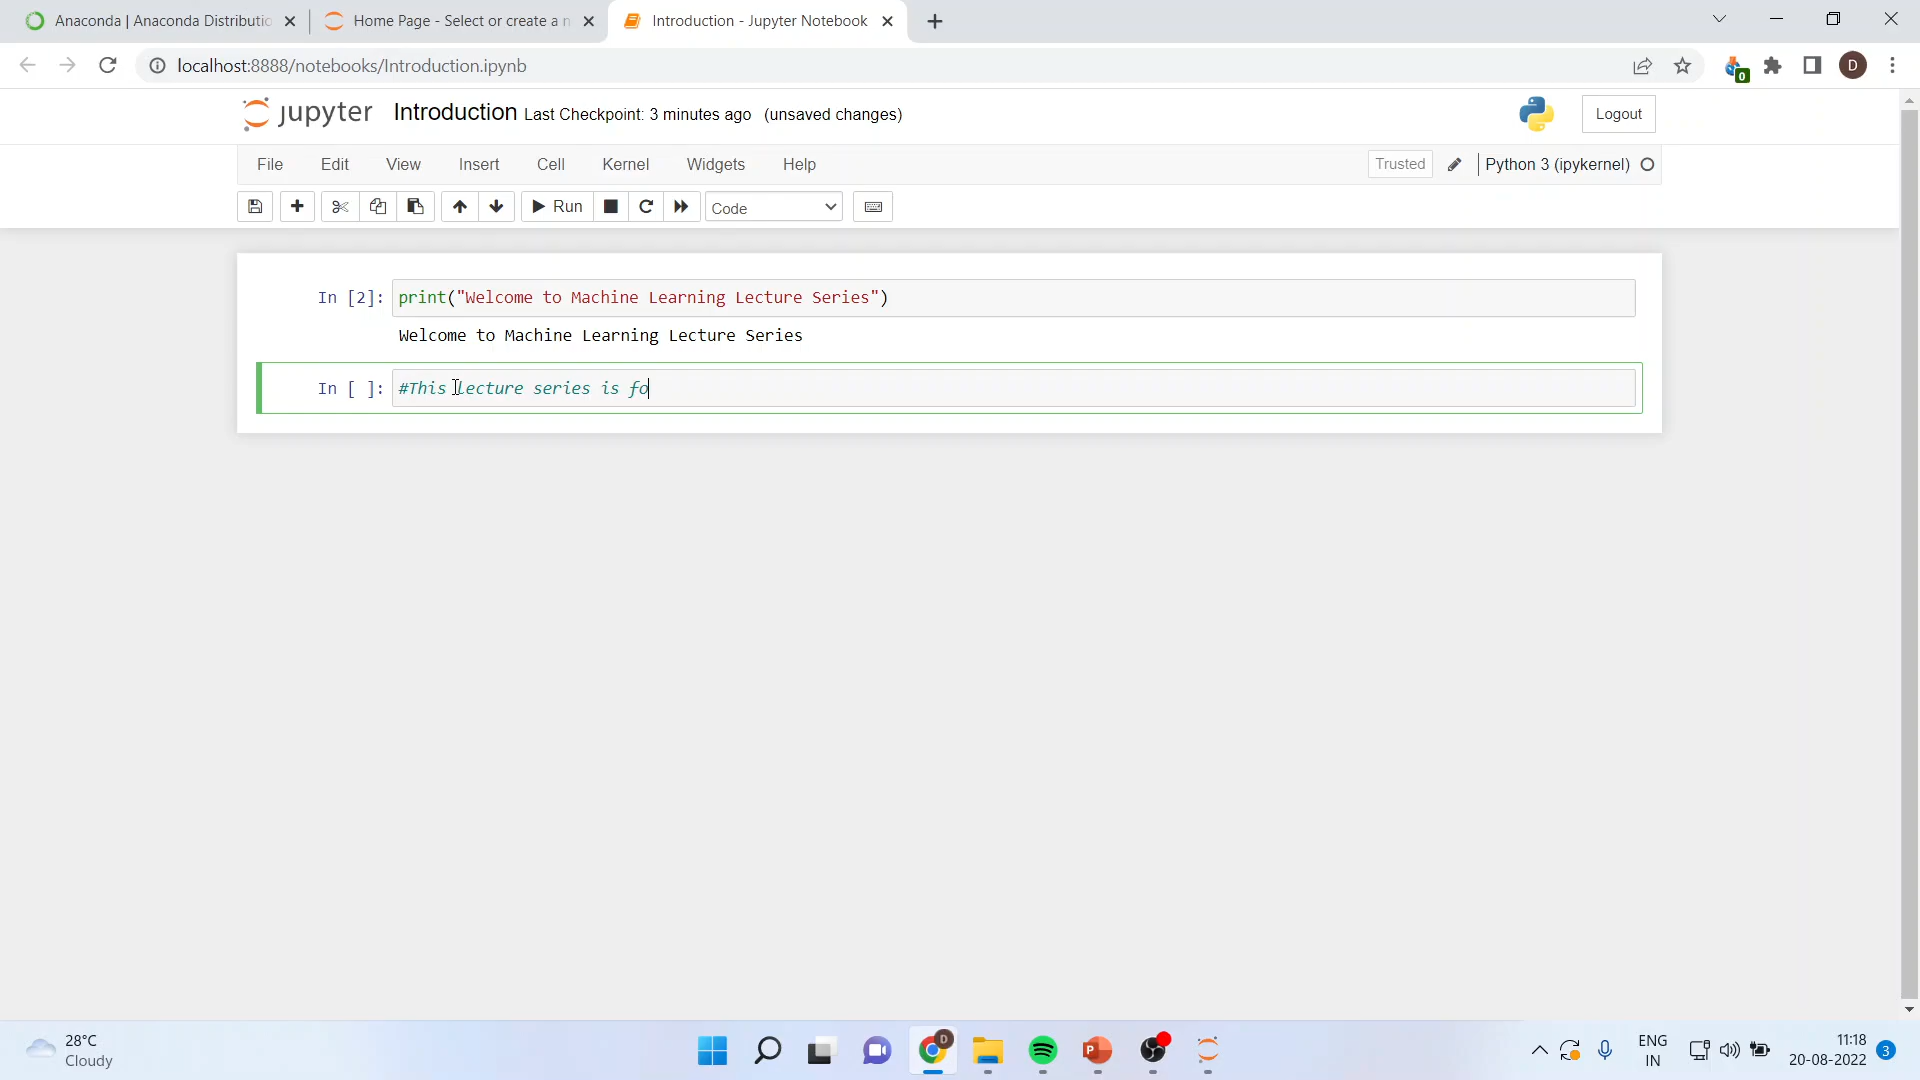 Anaconda | Anaconda Distributio
Home Page - Select or create a n
Introduction - Jupyter Notebook
localhost:8888/notebooks/Introduction.ipynb
0
D
jupyter Introduction Last Checkpoint: 3 minutes ago (unsaved changes)
Logout
File Edit View Insert Cell Kernel Widgets Help
Trusted
Python 3 (ipykernel)
Run
Code
In [2]: print("Welcome to Machine Learning Lecture Series")
Welcome to Machine Learning Lecture Series
In [ ]: #This lecture series is fo
28°C
Cloudy
D
P
ENG
IN
11:18
20-08-2022
3